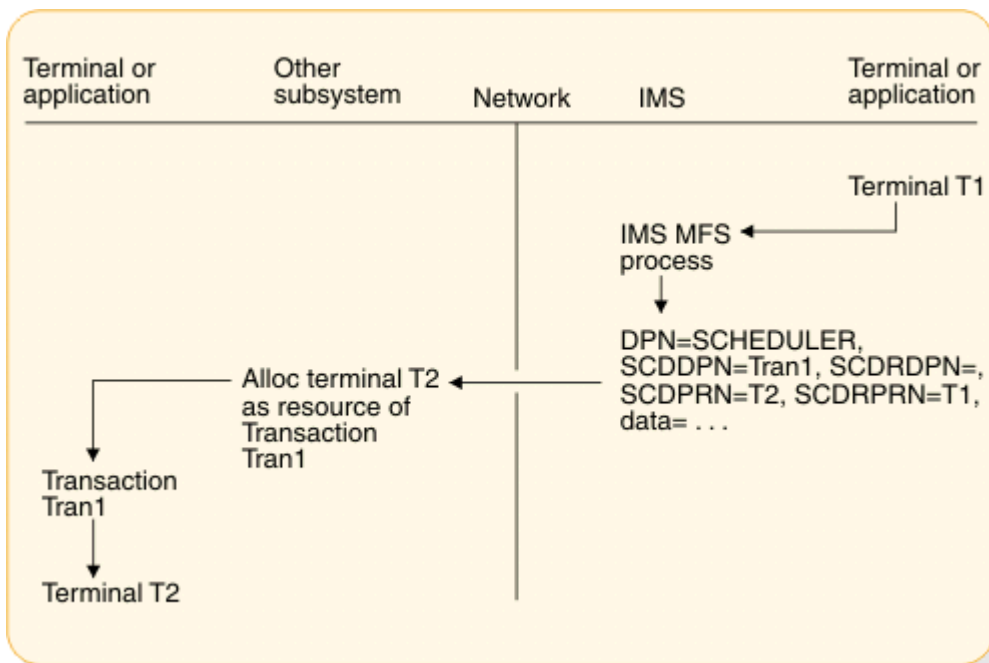 Terminal or
application
Other
subsystem
Network
IMS
Terminal or
application
Terminal T1
IMS MFS
process
DPN=SCHEDULER,
SCDDPN=Tran1, SCDRDPN=,
SCDPRN=T2, SCDRPRN=T1,
data= . . .
Alloc terminal T2
as resource of
Transaction
Tran1
Transaction
Tran1
Terminal T2